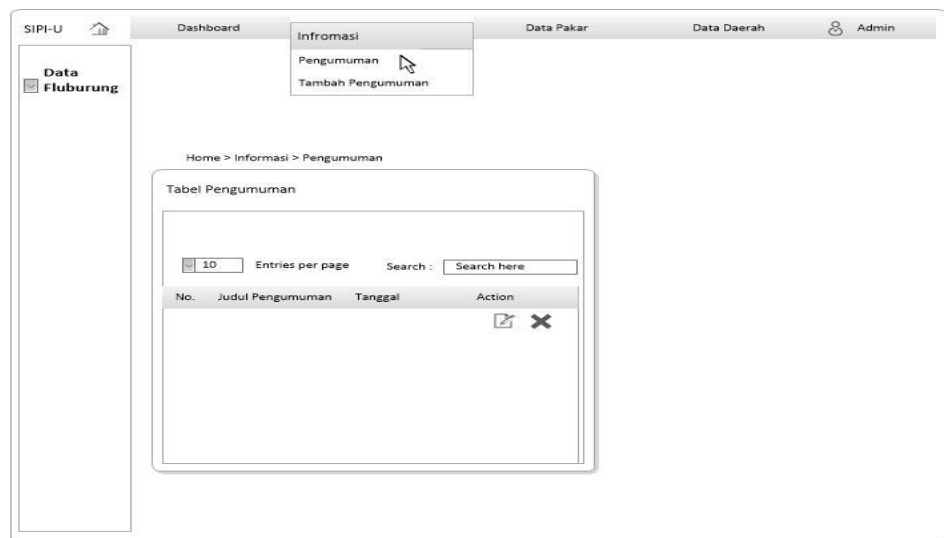 SIPI-U
Dashboard
Infromasi
Data Pakar
Data Daerah
Admin
Pengumuman
Tambah Pengumuman
Data
Fluburung
Home > Informasi > Pengumuman
Tabel Pengumuman
10 Entries per page Search : Search here
No. Judul Pengumuman Tanggal Action